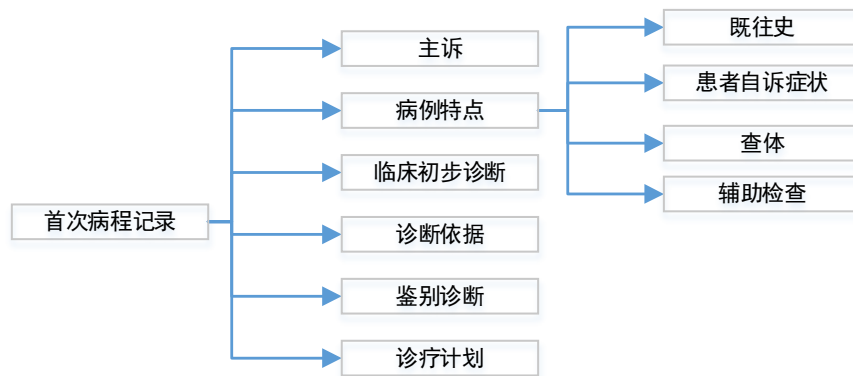 首次病程记录
主诉
病例特点
临床初步诊断
诊断依据
鉴别诊断
诊疗计划
既往史
患者自诉症状
查体
辅助检查